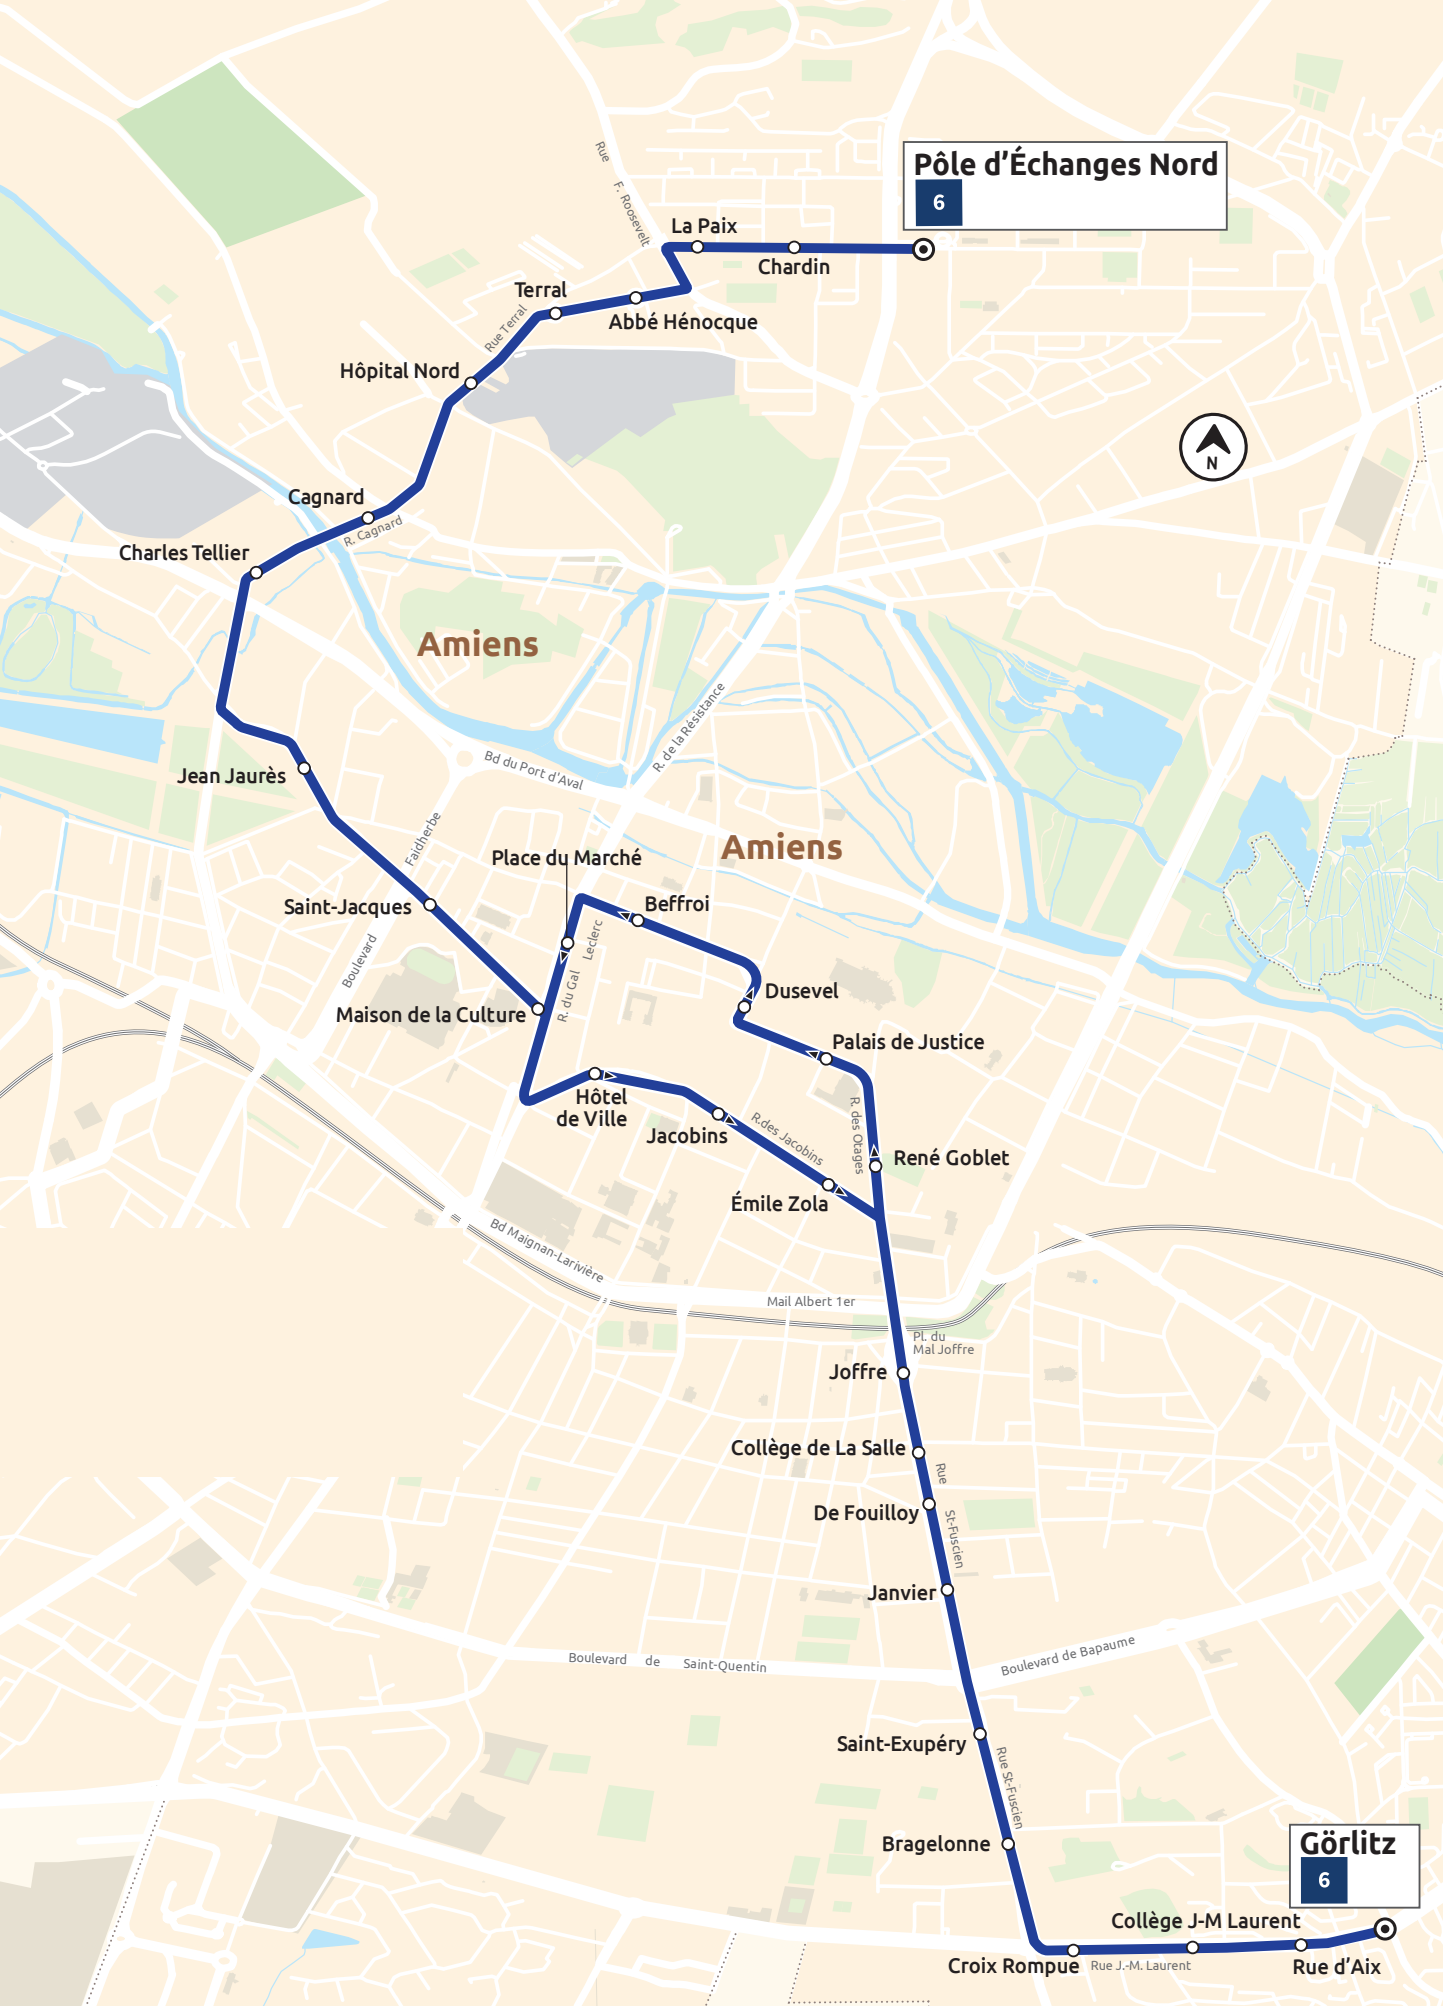 Rue
F. Roosevelt
Pôle d’Échanges Nord
6
La Paix
Chardin
Terral
Abbé Hénocque
Rue Terral
Hôpital Nord
N
Cagnard
R. Cagnard
Charles Tellier
Amiens
R. de la Résistance
Bd du Port d’Aval
Jean Jaurès
Faidherbe
Boulevard
Amiens
Place du Marché
Saint-Jacques
Beffroi
R. du Gal
Leclerc
Dusevel
Maison de la Culture
Palais de Justice
Hôtel
de Ville
Jacobins
R.des Jacobins
R. des Otages
René Goblet
Émile Zola
Bd Maignan-Larivière
Mail Albert 1er
Pl. du
Mal Joffre
Joffre
Collège de La Salle
Rue
St-Fuscien
De Fouilloy
Janvier
Boulevard de Saint-Quentin
Boulevard de Bapaume
Saint-Exupéry
Rue St-Fuscien
Bragelonne
Görlitz
6
Collège J-M Laurent
Croix Rompue
Rue J.-M. Laurent
Rue d’Aix